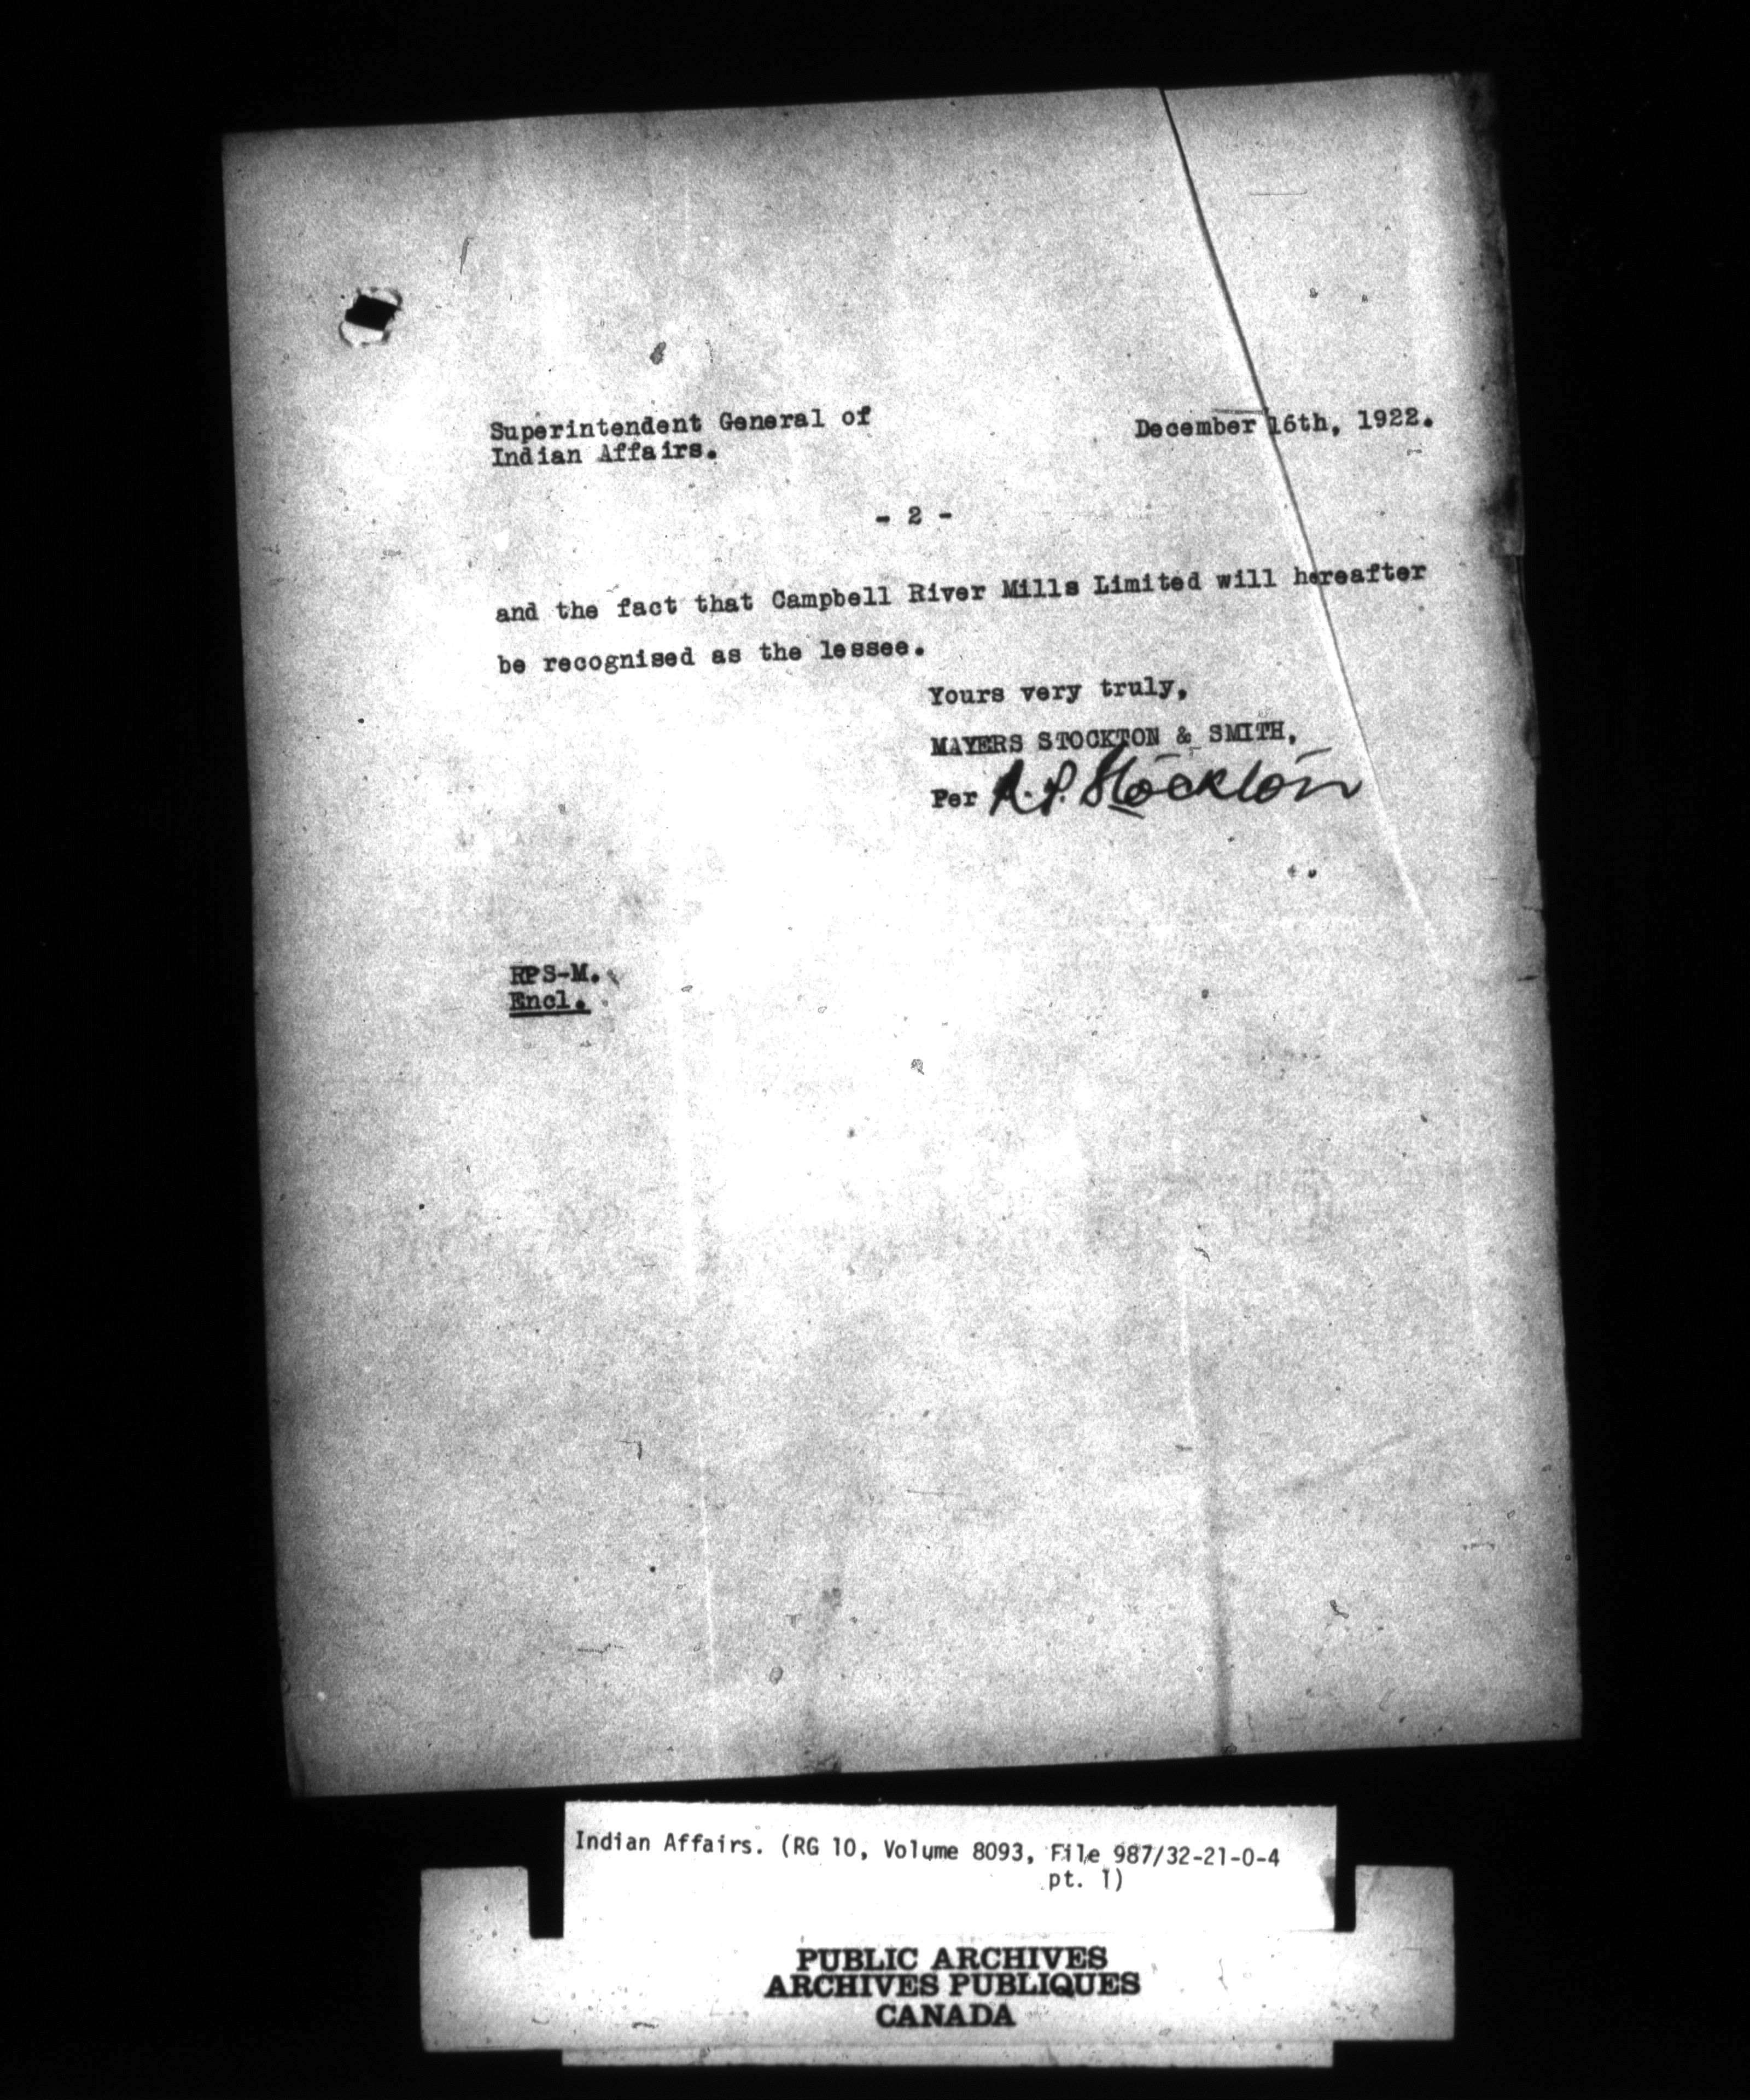 Superintendent General of
Indian Affairs.
December 16th, 1922.
- 2 -
and the fact that Campbell River Mills Limited will hereafter
be recognised as the lessee.
Yours very truly,
MAYERS STOCKTON & SMITH,
Per R.P. Stockton
RPS-M.
Encl.
Indian Affairs. (RG 10, Volume 8093, File 987/32-21-0-4
pt. 1)
PUBLIC ARCHIVES
ARCHIVES PUBLIQUES
CANADA